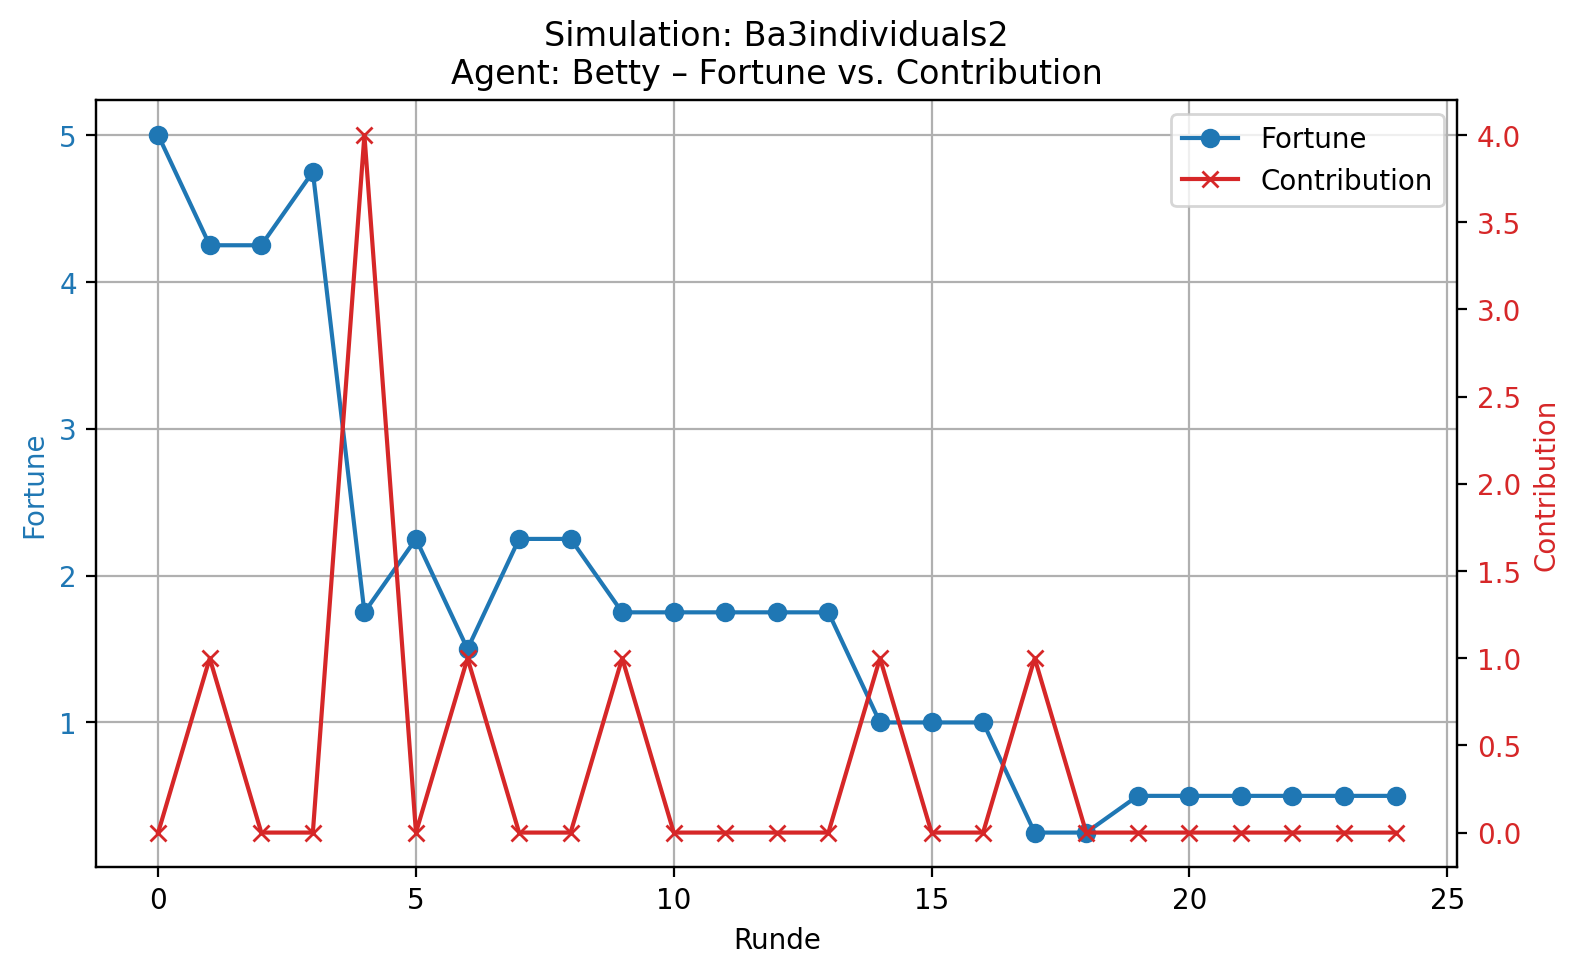 Simulation: Ba3individuals2
Agent: Betty – Fortune vs. Contribution
Fortune
Contribution
5
4
3
2
1
Fortune
4.0
3.5
3.0
2.5
2.0
1.5
1.0
0.5
0.0
Contribution
0
5
10
15
20
25
Runde